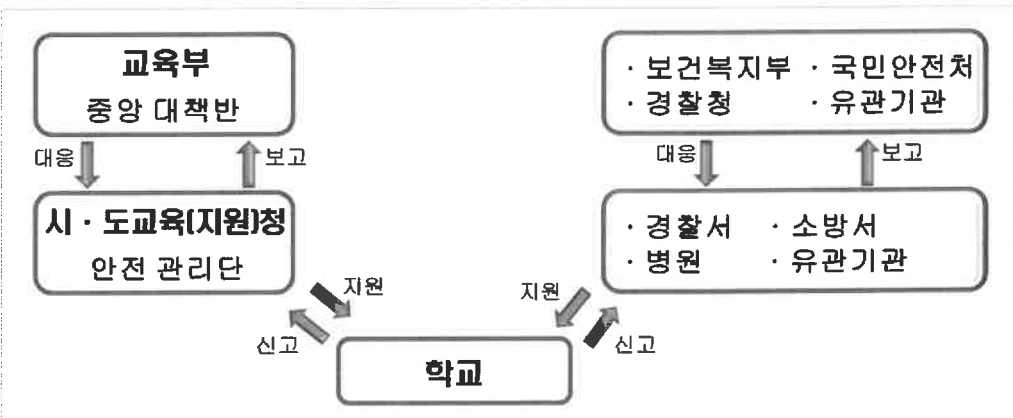 교육부
중앙 대책반
· 보건복지부 · 국민안전처
· 경찰청 · 유관기관
대응 보고
대응 보고
시 · 도교육(지원)청
안전 관리단
· 경찰서 · 소방서
· 병원 · 유관기관
지원
신고
지원
신고
학교